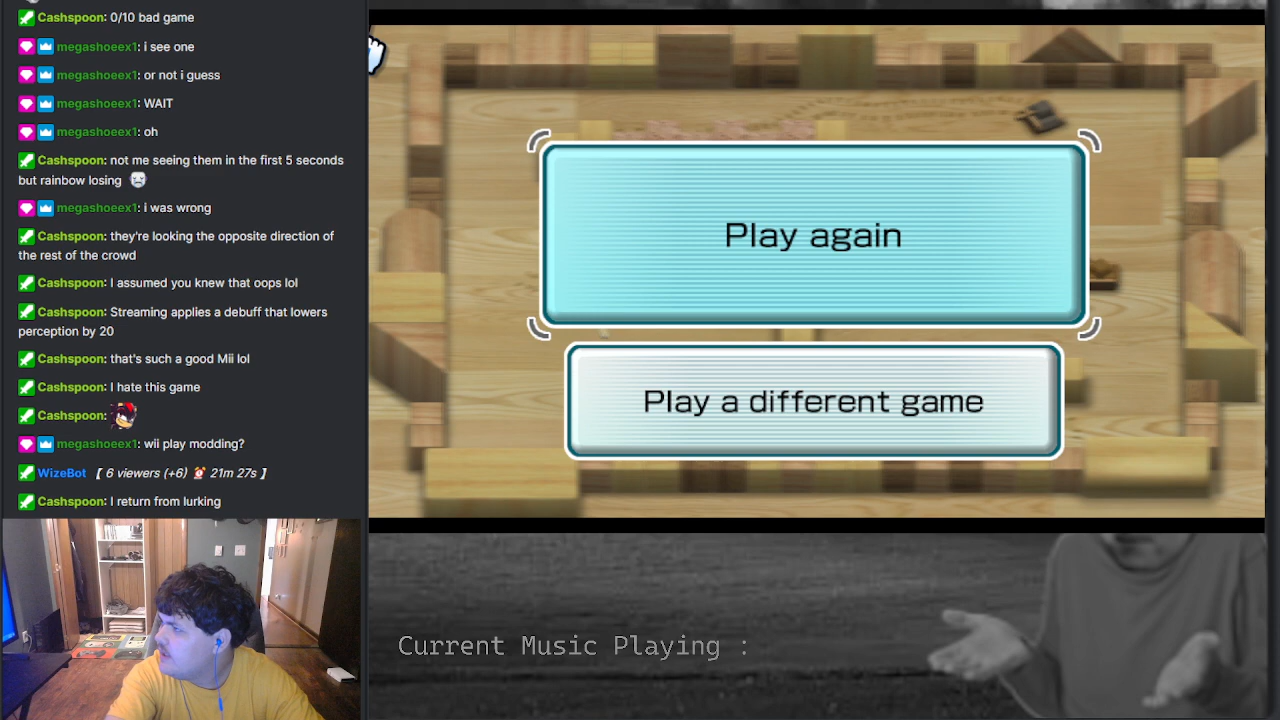 Cashspoon: 0/10 bad game
megashoeex1: i see one
megashoeex1: or not i guess
megashoeex1: WAIT
megashoeex1: oh
Cashspoon: not me seeing them in the first 5 seconds
but rainbow losing
megashoeex1: i was wrong
Cashspoon: they're looking the opposite direction of
the rest of the crowd
Cashspoon: I assumed you knew that oops lol
Cashspoon: Streaming applies a debuff that lowers
perception by 20
Cashspoon: that's such a good Mii lol
Cashspoon: I hate this game
Cashspoon:
megashoeex1: wii play modding?
WizeBot [ 6 viewers (+6) ⏰ 21m 27s ]
Cashspoon: I return from lurking
Play again
Play a different game
Current Music Playing :